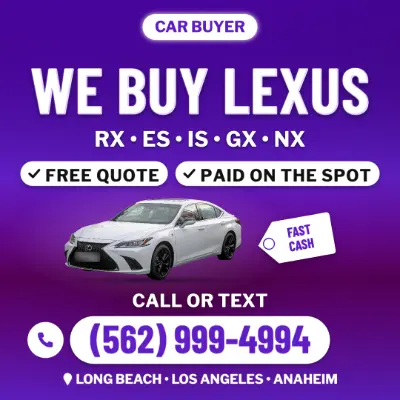 CAR BUYER
WE BUY LEXUS
RX • ES • IS • GX • NX
✓ FREE QUOTE ✓ PAID ON THE SPOT
FAST
CASH
CALL OR TEXT
(562) 999-4994
LONG BEACH • LOS ANGELES • ANAHEIM